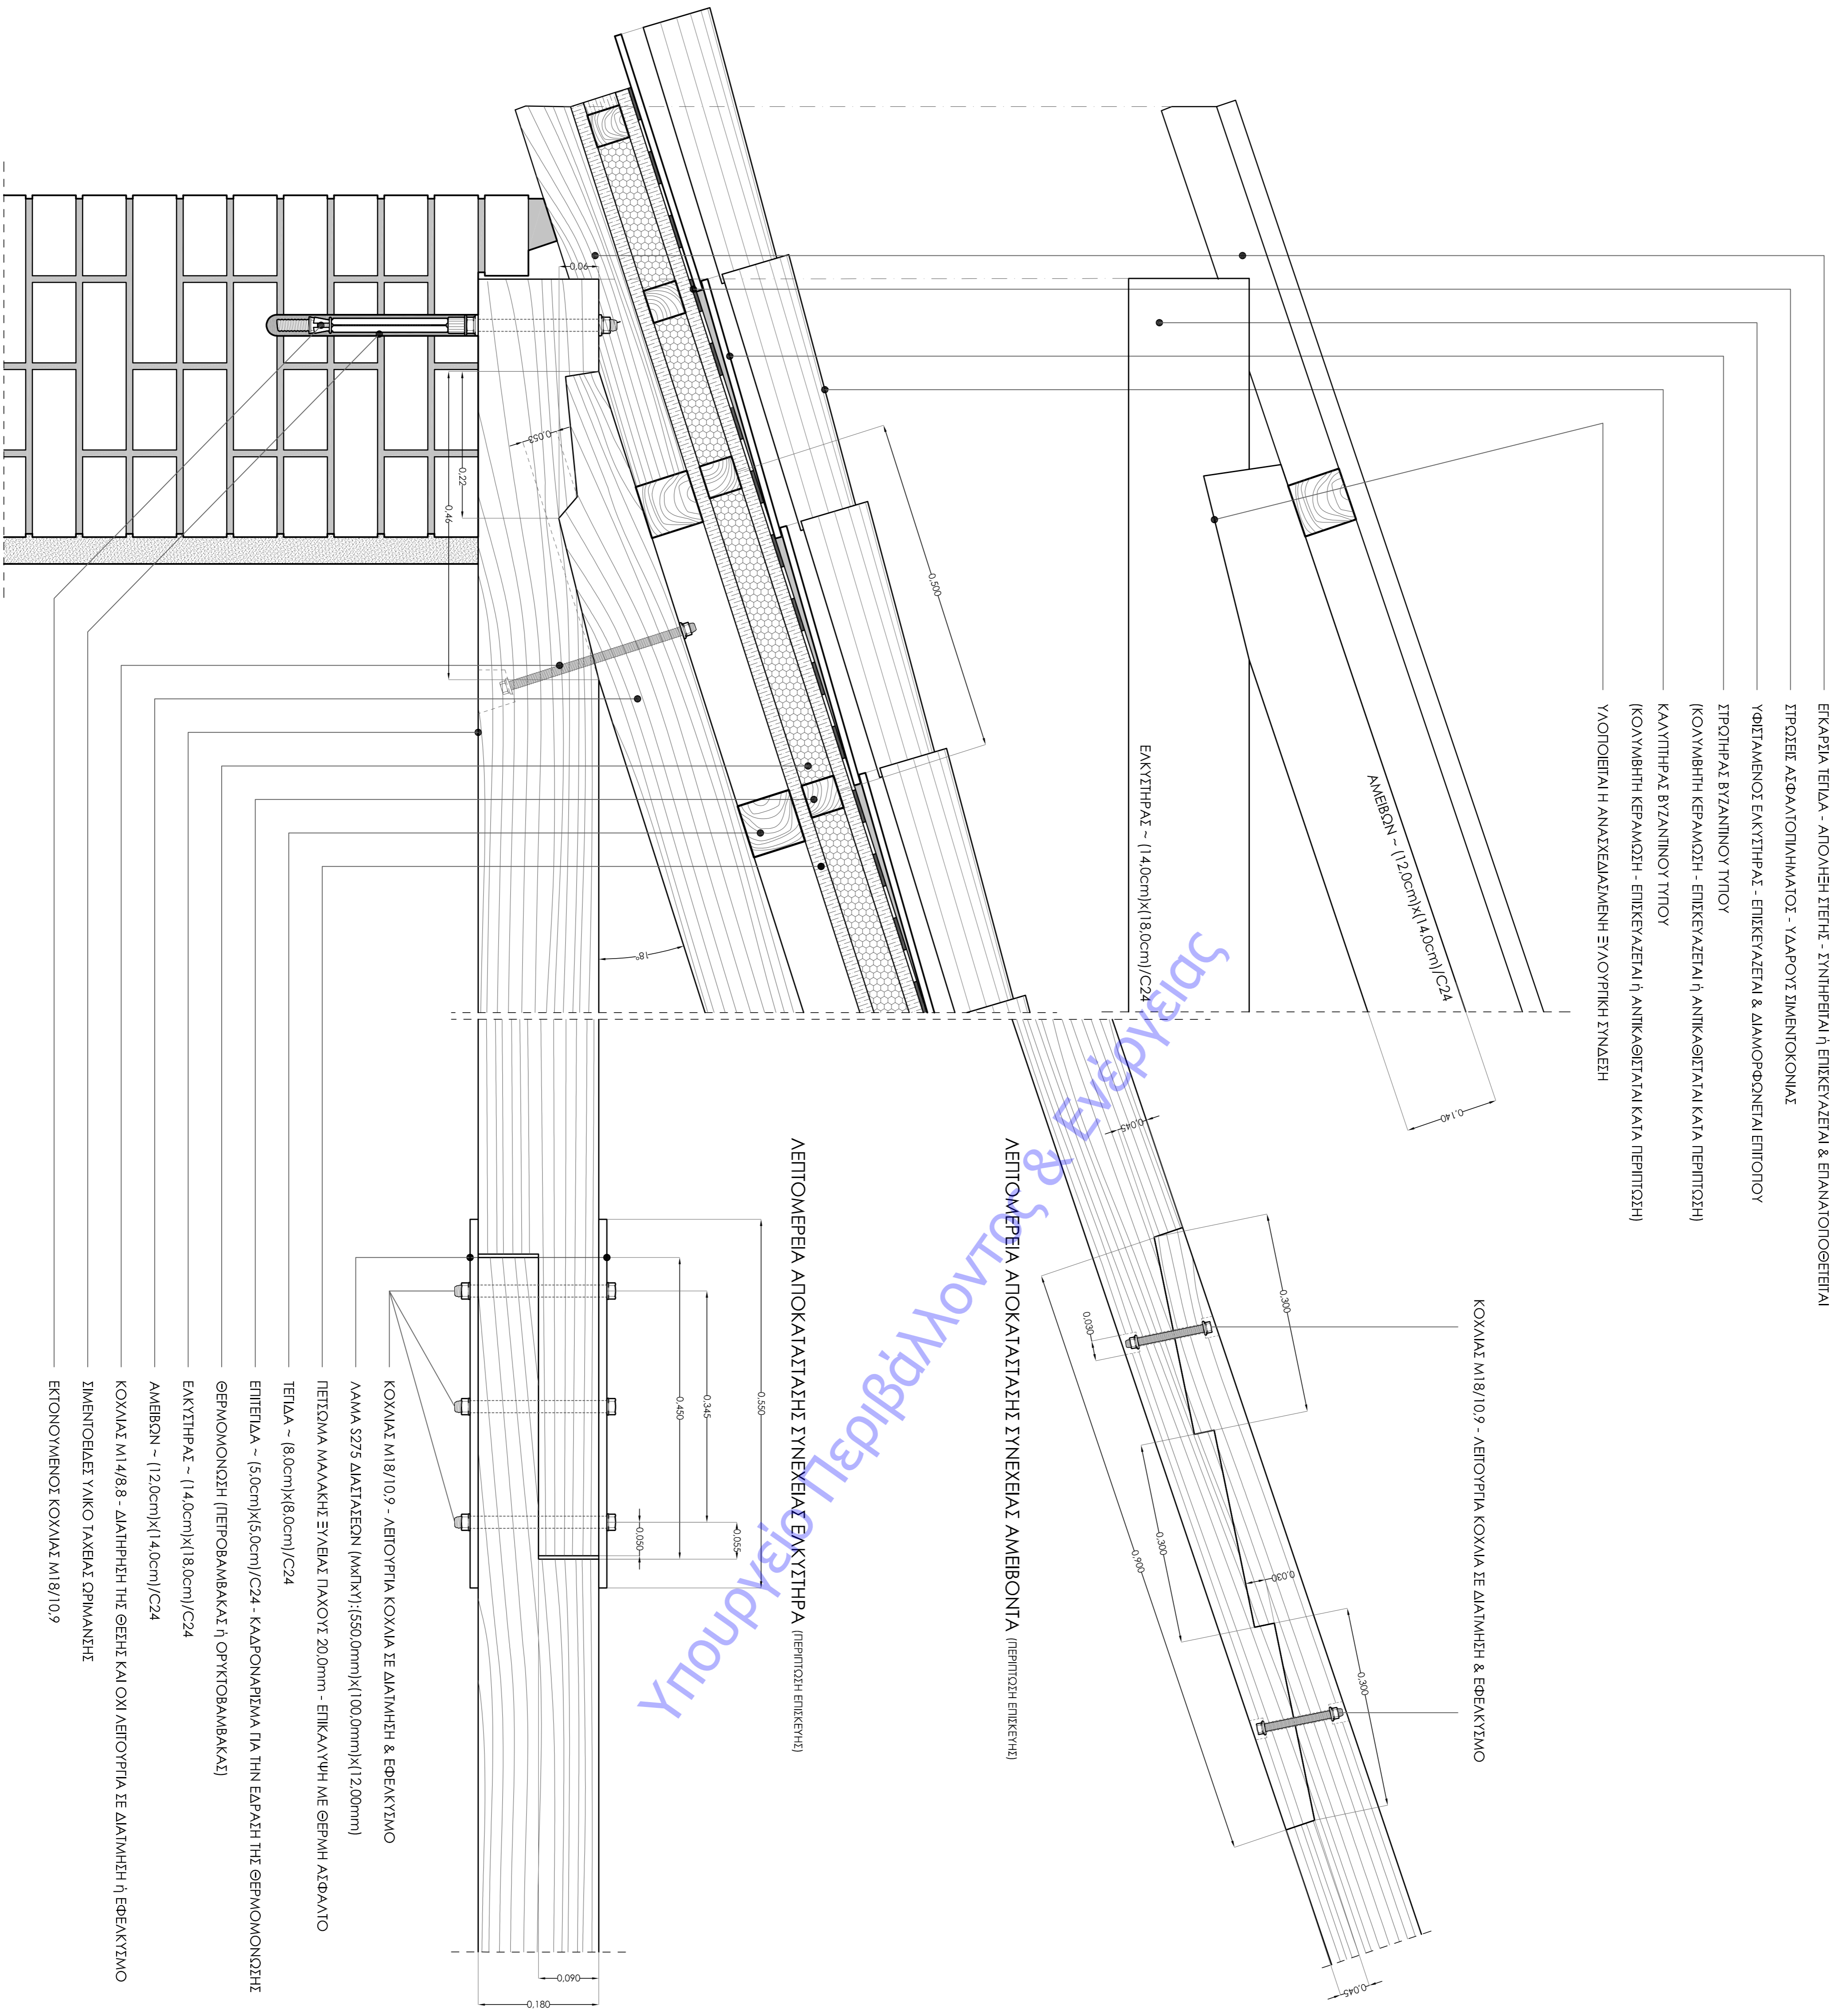 ΕΓΚΑΡΣΙΑ ΤΕΓΙΔΑ - ΑΠΟΛΗΞΗ ΣΤΕΓΗΣ - ΣΥΝΤΗΡΕΙΤΑΙ ή ΕΠΙΣΚΕΥΑΖΕΤΑΙ & ΕΠΑΝΑΤΟΠΟΘΕΤΕΙΤΑΙ
ΣΤΡΩΣΕΙΣ ΑΣΦΑΛΤΟΠΙΛΗΜΑΤΟΣ - ΥΔΑΡΟΥΣ ΣΙΜΕΝΤΟΚΟΝΙΑΣ
ΥΦΙΣΤΑΜΕΝΟΣ ΕΛΚΥΣΤΗΡΑΣ - ΕΠΙΣΚΕΥΑΖΕΤΑΙ & ΔΙΑΜΟΡΦΩΝΕΤΑΙ ΕΠΙΤΟΠΟΥ
ΣΤΡΩΤΗΡΑΣ ΒΥΖΑΝΤΙΝΟΥ ΤΥΠΟΥ
(ΚΟΛΥΜΒΗΤΗ ΚΕΡΑΜΩΣΗ - ΕΠΙΣΚΕΥΑΖΕΤΑΙ ή ΑΝΤΙΚΑΘΙΣΤΑΤΑΙ ΚΑΤΑ ΠΕΡΙΠΤΩΣΗ)
ΚΑΛΥΠΤΗΡΑΣ ΒΥΖΑΝΤΙΝΟΥ ΤΥΠΟΥ
(ΚΟΛΥΜΒΗΤΗ ΚΕΡΑΜΩΣΗ - ΕΠΙΣΚΕΥΑΖΕΤΑΙ ή ΑΝΤΙΚΑΘΙΣΤΑΤΑΙ ΚΑΤΑ ΠΕΡΙΠΤΩΣΗ)
ΥΛΟΠΟΙΕΙΤΑΙ Η ΑΝΑΣΧΕΔΙΑΣΜΕΝΗ ΞΥΛΟΥΡΓΙΚΗ ΣΥΝΔΕΣΗ
ΚΟΧΛΙΑΣ Μ18/10,9 - ΛΕΙΤΟΥΡΓΙΑ ΚΟΧΛΙΑ ΣΕ ΔΙΑΤΜΗΣΗ & ΕΦΕΛΚΥΣΜΟ
ΑΜΕΙΒΩΝ ~ (12,0cm)x(14,0cm)/C24
0,140
ΕΛΚΥΣΤΗΡΑΣ ~ (14,0cm)x(18,0cm)/C24
0,045
0,300
0,030
0,300
0,300
0,030
0,900
0,045
ΛΕΠΤΟΜΕΡΕΙΑ ΑΠΟΚΑΤΑΣΤΑΣΗΣ ΣΥΝΕΧΕΙΑΣ ΑΜΕΙΒΟΝΤΑ (ΠΕΡΙΠΤΩΣΗ ΕΠΙΣΚΕΥΗΣ)
ΛΕΠΤΟΜΕΡΕΙΑ ΑΠΟΚΑΤΑΣΤΑΣΗΣ ΣΥΝΕΧΕΙΑΣ ΕΛΚΥΣΤΗΡΑ (ΠΕΡΙΠΤΩΣΗ ΕΠΙΣΚΕΥΗΣ)
0,500
0,06
0,053
0,22
0,46
18°
0,550
0,345
0,055
0,450
0,050
0,090
0,180
ΚΟΧΛΙΑΣ Μ18/10,9 - ΛΕΙΤΟΥΡΓΙΑ ΚΟΧΛΙΑ ΣΕ ΔΙΑΤΜΗΣΗ & ΕΦΕΛΚΥΣΜΟ
ΛΑΜΑ S275 ΔΙΑΣΤΑΣΕΩΝ (ΜxΠxΥ):(550,0mm)x(100,0mm)x(12,00mm)
ΠΕΤΣΩΜΑ ΜΑΛΑΚΗΣ ΞΥΛΕΙΑΣ ΠΑΧΟΥΣ 20,0mm - ΕΠΙΚΑΛΥΨΗ ΜΕ ΘΕΡΜΗ ΑΣΦΑΛΤΟ
ΤΕΓΙΔΑ ~ (8,0cm)x(8,0cm)/C24
ΕΠΙΤΕΓΙΔΑ ~ (5,0cm)x(5,0cm)/C24 - ΚΑΔΡΟΝΑΡΙΣΜΑ ΓΙΑ ΤΗΝ ΕΔΡΑΣΗ ΤΗΣ ΘΕΡΜΟΜΟΝΩΣΗΣ
ΘΕΡΜΟΜΟΝΩΣΗ (ΠΕΤΡΟΒΑΜΒΑΚΑΣ ή ΟΡΥΚΤΟΒΑΜΒΑΚΑΣ)
ΕΛΚΥΣΤΗΡΑΣ ~ (14,0cm)x(18,0cm)/C24
ΑΜΕΙΒΩΝ ~ (12,0cm)x(14,0cm)/C24
ΚΟΧΛΙΑΣ Μ14/8,8 - ΔΙΑΤΗΡΗΣΗ ΤΗΣ ΘΕΣΗΣ ΚΑΙ ΟΧΙ ΛΕΙΤΟΥΡΓΙΑ ΣΕ ΔΙΑΤΜΗΣΗ ή ΕΦΕΛΚΥΣΜΟ
ΣΙΜΕΝΤΟΕΙΔΕΣ ΥΛΙΚΟ ΤΑΧΕΙΑΣ ΩΡΙΜΑΝΣΗΣ
ΕΚΤΟΝΟΥΜΕΝΟΣ ΚΟΧΛΙΑΣ Μ18/10,9
Υπουργείο Περιβάλλοντος & Ενέργειας